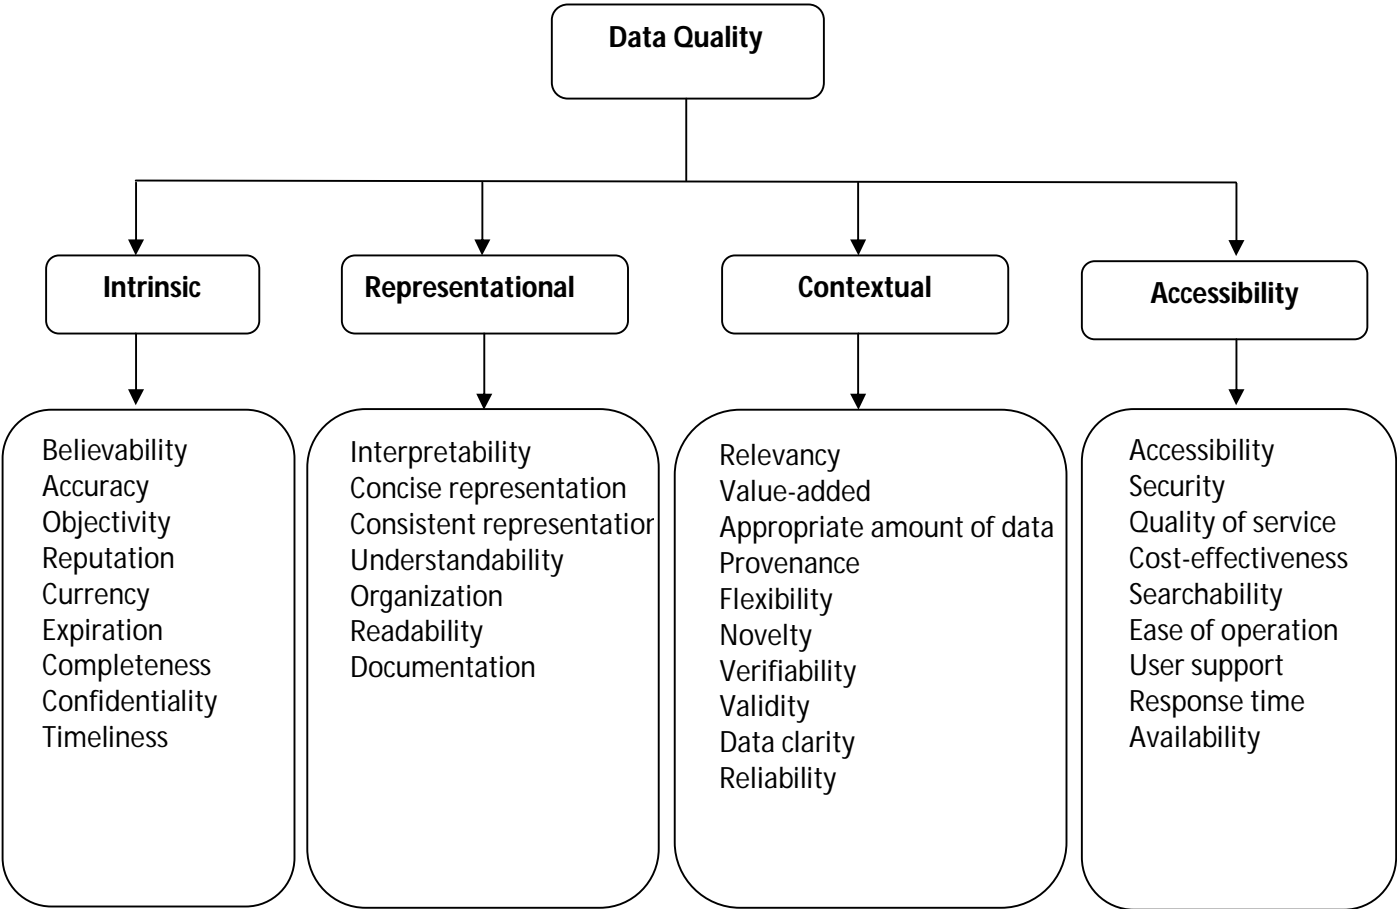 Data Quality
Intrinsic
Representational
Contextual
Accessibility
Believability
Accuracy
Objectivity
Reputation
Currency
Expiration
Completeness
Confidentiality
Timeliness
Interpretability
Concise representation
Consistent representation
Understandability
Organization
Readability
Documentation
Relevancy
Value-added
Appropriate amount of data
Provenance
Flexibility
Novelty
Verifiability
Validity
Data clarity
Reliability
Accessibility
Security
Quality of service
Cost-effectiveness
Searchability
Ease of operation
User support
Response time
Availability